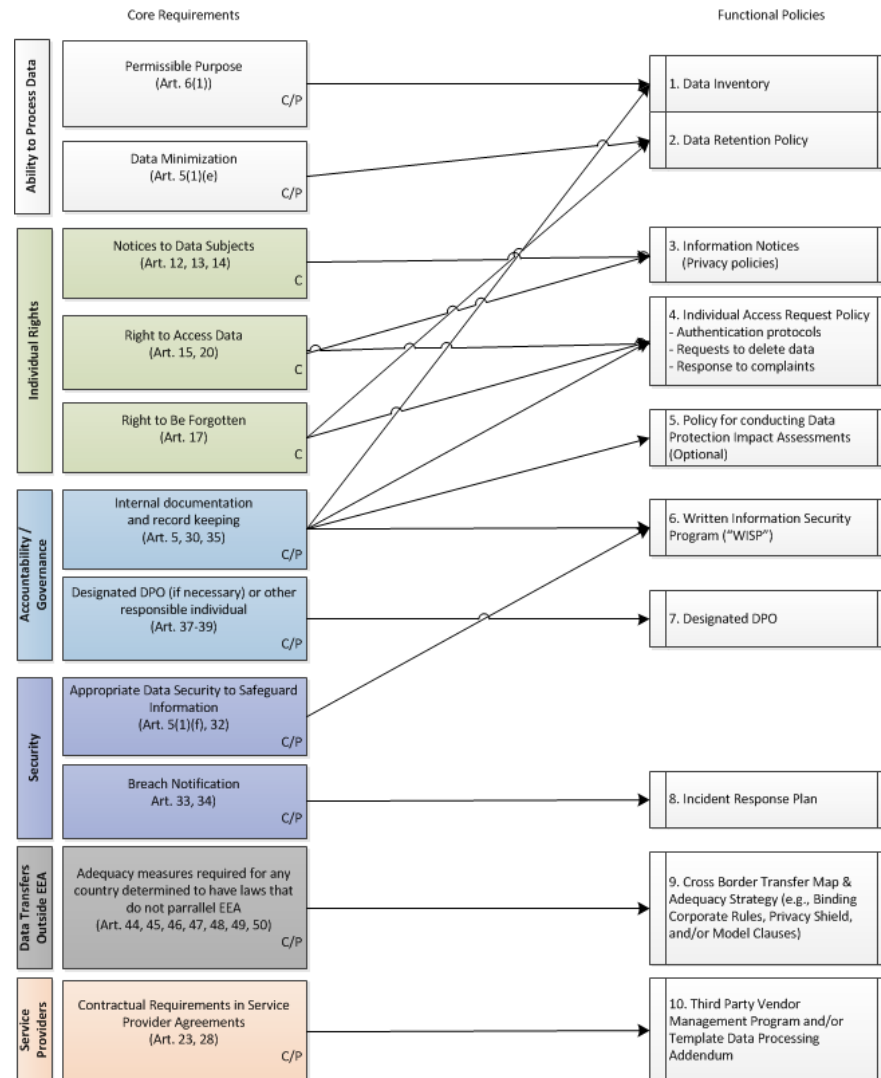 Core Requirements
Functional Policies
Ability to Process Data
Permissible Purpose
(Art. 6(1))
C/P
Data Minimization
(Art. 5(1)(e)
C/P
Individual Rights
Notices to Data Subjects
(Art. 12, 13, 14)
C
Right to Access Data
(Art. 15, 20)
C
Right to Be Forgotten
(Art. 17)
C
Accountability /
Governance
Internal documentation
and record keeping
(Art. 5, 30, 35)
C/P
Designated DPO (if necessary) or other
responsible individual
(Art. 37-39)
C/P
Security
Appropriate Data Security to Safeguard
Information
(Art. 5(1)(f), 32)
C/P
Breach Notification
Art. 33, 34)
C/P
Data Transfers
Outside EEA
Adequacy measures required for any
country determined to have laws that
do not parrallel EEA
(Art. 44, 45, 46, 47, 48, 49, 50)
C/P
Service
Providers
Contractual Requirements in Service
Provider Agreements
(Art. 23, 28)
C/P
1. Data Inventory
2. Data Retention Policy
3. Information Notices
(Privacy policies)
4. Individual Access Request Policy
- Authentication protocols
- Requests to delete data
- Response to complaints
5. Policy for conducting Data
Protection Impact Assessments
(Optional)
6. Written Information Security
Program ("WISP")
7. Designated DPO
8. Incident Response Plan
9. Cross Border Transfer Map &
Adequacy Strategy (e.g., Binding
Corporate Rules, Privacy Shield,
and/or Model Clauses)
10. Third Party Vendor
Management Program and/or
Template Data Processing
Addendum